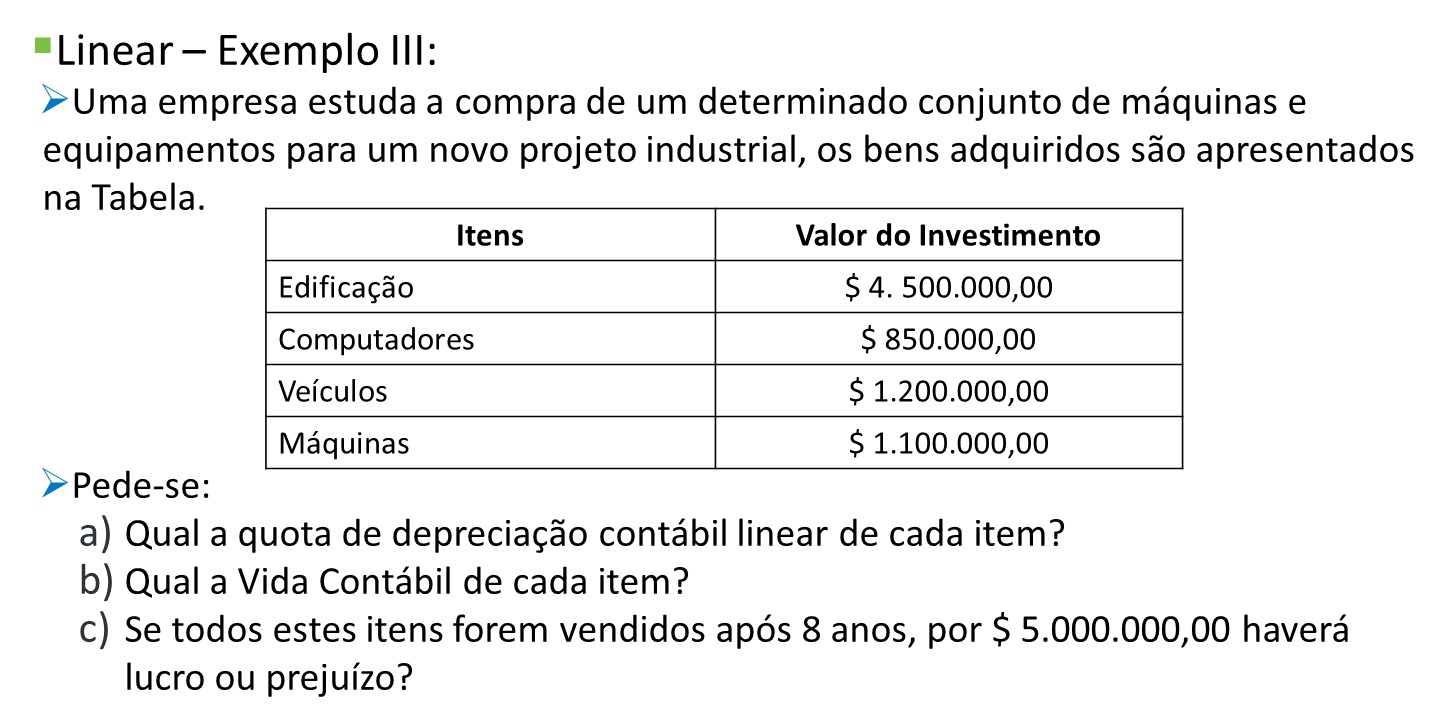 Linear – Exemplo III:
Uma empresa estuda a compra de um determinado conjunto de máquinas e
equipamentos para um novo projeto industrial, os bens adquiridos são apresentados
na Tabela.
Itens Valor do Investimento
Edificação $ 4. 500.000,00
Computadores $ 850.000,00
Veículos $ 1.200.000,00
Máquinas $ 1.100.000,00
Pede-se:
a) Qual a quota de depreciação contábil linear de cada item?
b) Qual a Vida Contábil de cada item?
c) Se todos estes itens forem vendidos após 8 anos, por $ 5.000.000,00 haverá
lucro ou prejuízo?